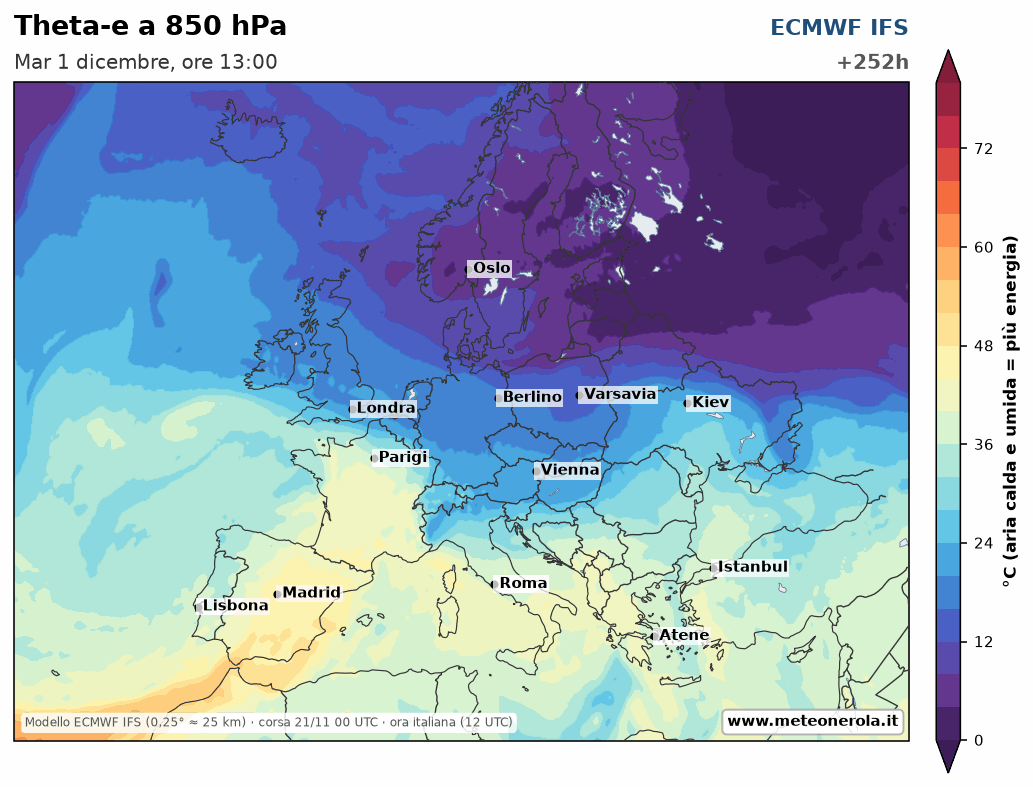 Theta-e a 850 hPa
ECMWF IFS
Mar 1 dicembre, ore 13:00
+252h
72
60
48
36
24
12
0
°C (aria calda e umida = più energia)
Oslo
Berlino
Varsavia
Kiev
Londra
Parigi
Vienna
Istanbul
Roma
Madrid
Lisbona
Atene
Modello ECMWF IFS (0,25° ≈ 25 km) · corsa 21/11 00 UTC · ora italiana (12 UTC)
www.meteonerola.it